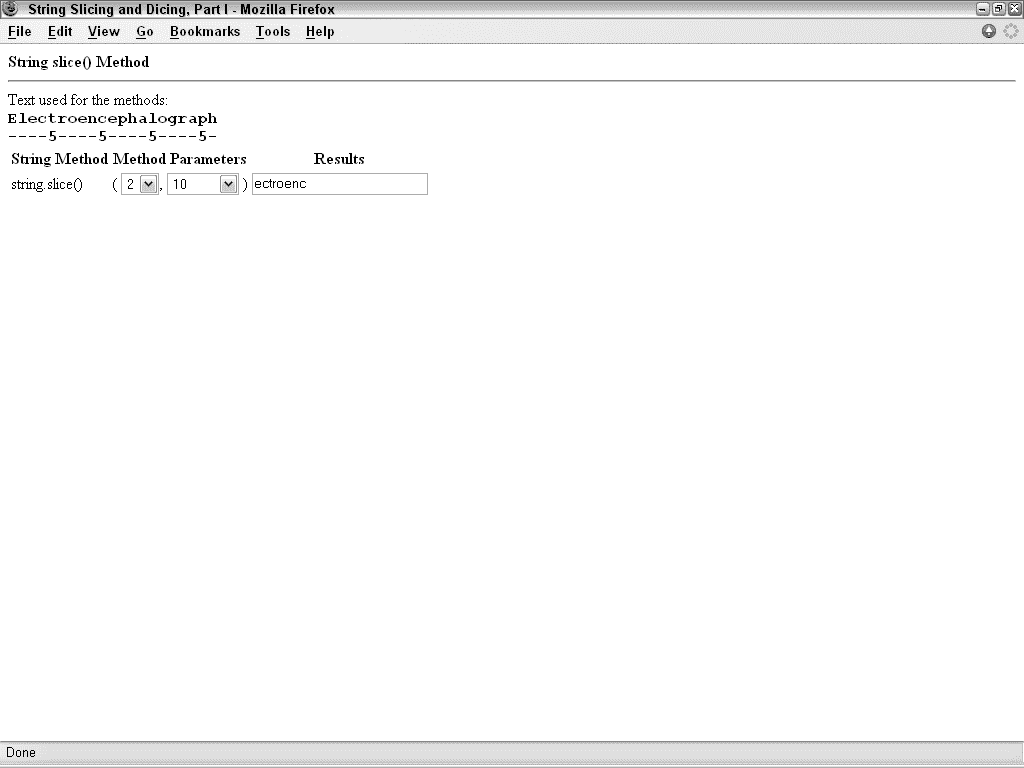 String Slicing and Dicing, Part I - Mozilla Firefox
File Edit View Go Bookmarks Tools Help
String slice() Method
Text used for the methods:
Electroencephalograph
----5----5----5----5-
String Method Method Parameters Results
string.slice() ( 2 , 10 ) ectroenc
Done